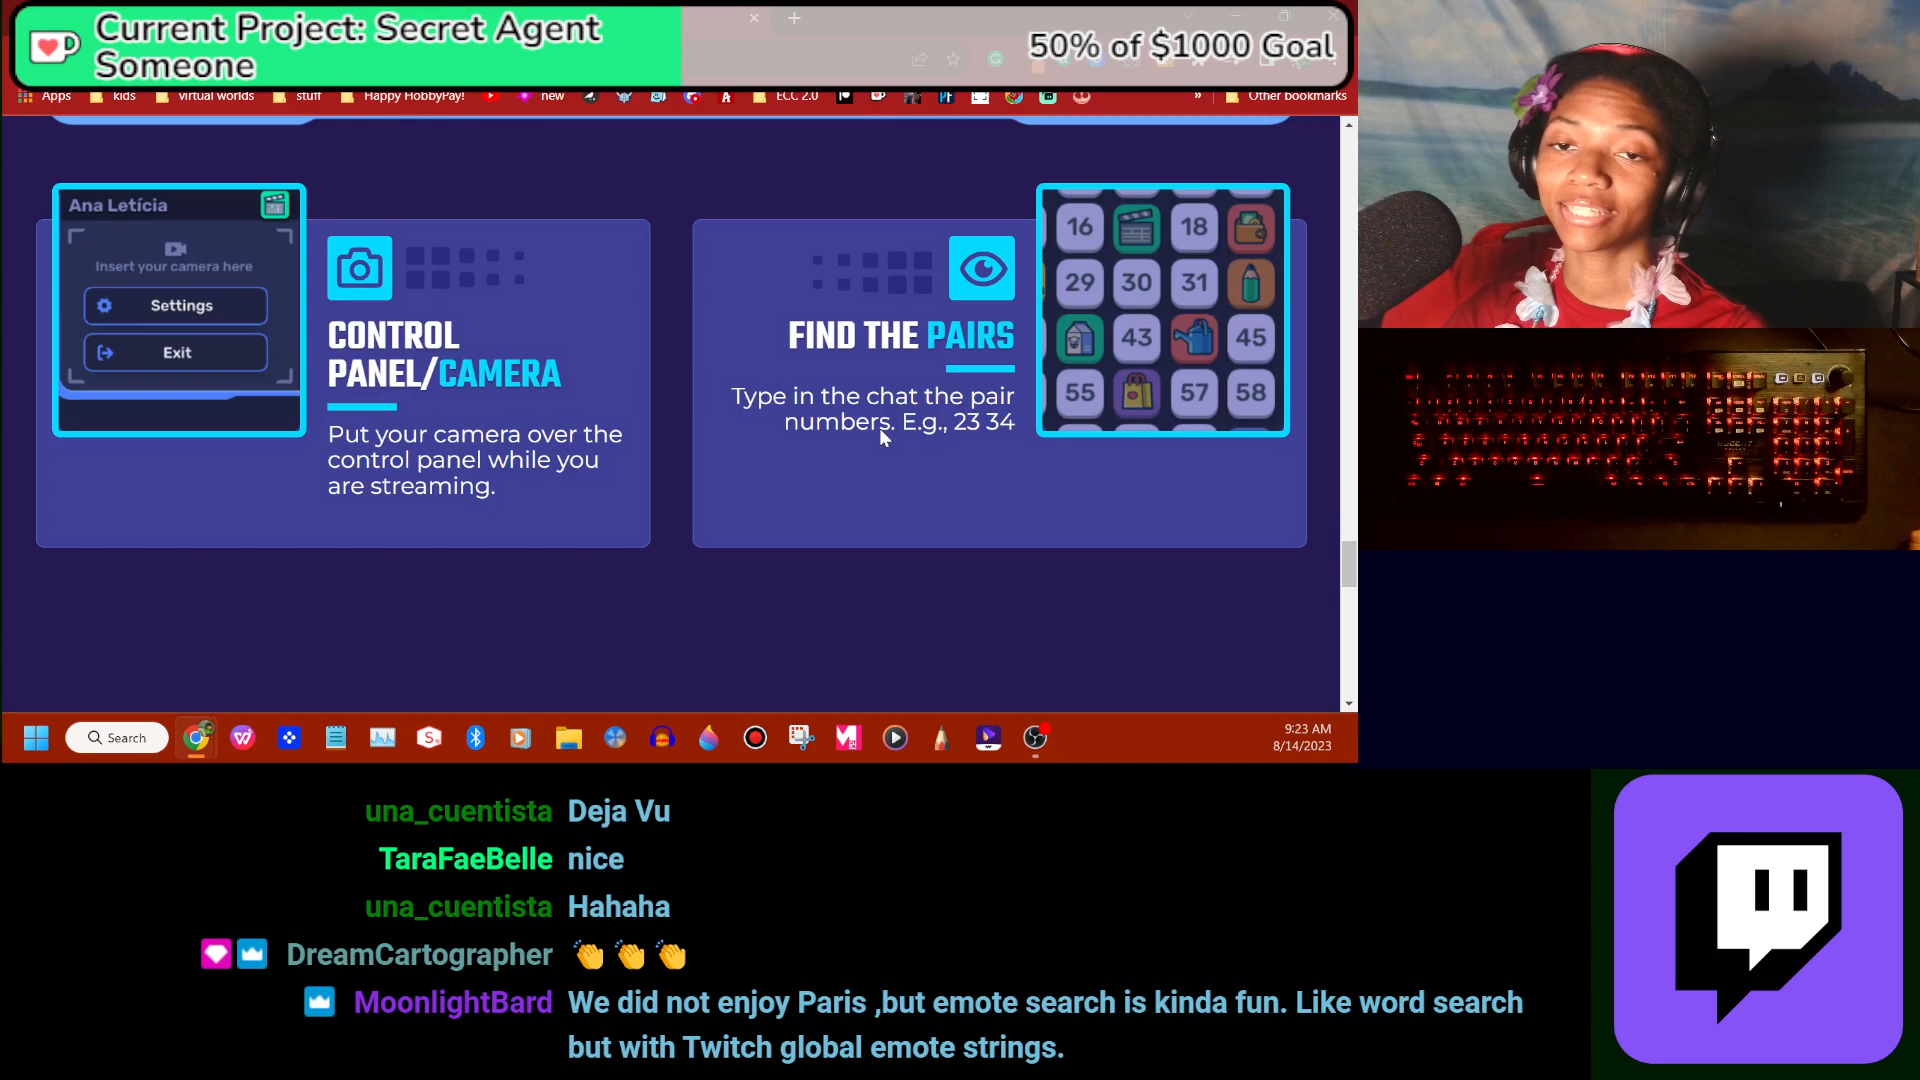 Current Project: Secret Agent
Someone
50% of $1000 Goal
Apps
kids
virtual worlds
stuff
Happy HobbyPay!
new
A
ECC 2.0
PF
»
Other bookmarks
Ana Letícia
Insert your camera here
Settings
Exit
CONTROL
PANEL/CAMERA
Put your camera over the
control panel while you
are streaming.
FIND THE PAIRS
Type in the chat the pair
numbers. E.g., 23 34
16 18
29 30 31
43 45
55 57 58
Search
9:23 AM
8/14/2023
una_cuentista Deja Vu
TaraFaeBelle nice
una_cuentista Hahaha
DreamCartographer 👏 👏 👏
MoonlightBard We did not enjoy Paris ,but emote search is kinda fun. Like word search
but with Twitch global emote strings.